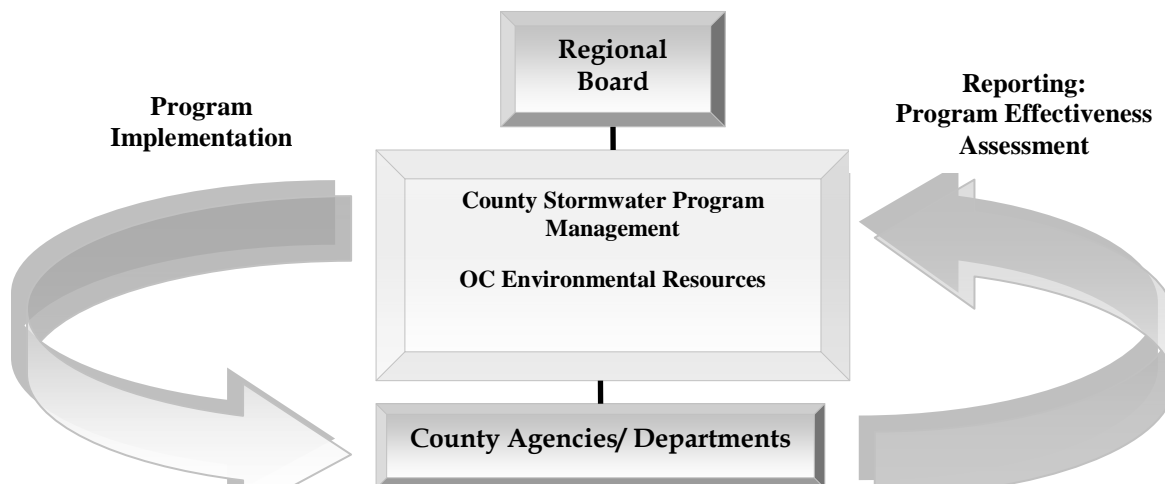 Regional
Board
Program
Implementation
Reporting:
Program Effectiveness
Assessment
County Stormwater Program
Management
OC Environmental Resources
County Agencies/ Departments